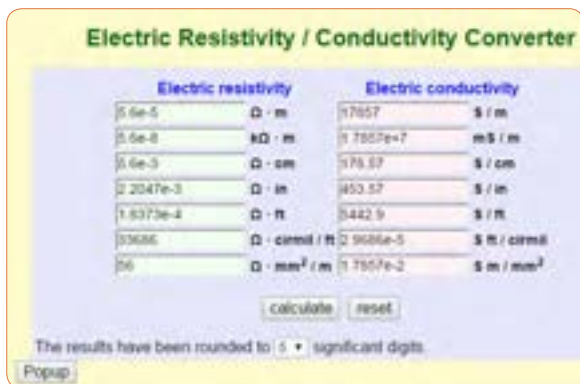 Electric Resistivity / Conductivity Converter
Electric resistivity Electric conductivity
5.6e-5 Ω · m 17857 S / m
5.6e-8 kΩ · m 1.7857e+7 mS / m
5.6e-3 Ω · cm 178.57 S / cm
2.2047e-3 Ω · in 453.57 S / in
1.8373e-4 Ω · ft 5442.9 S / ft
33686 Ω · cirmil / ft 2.9686e-5 S ft / cirmil
56 Ω · mm² / m 1.7857e-2 S m / mm²
calculate reset
The results have been rounded to 5 significant digits
Popup